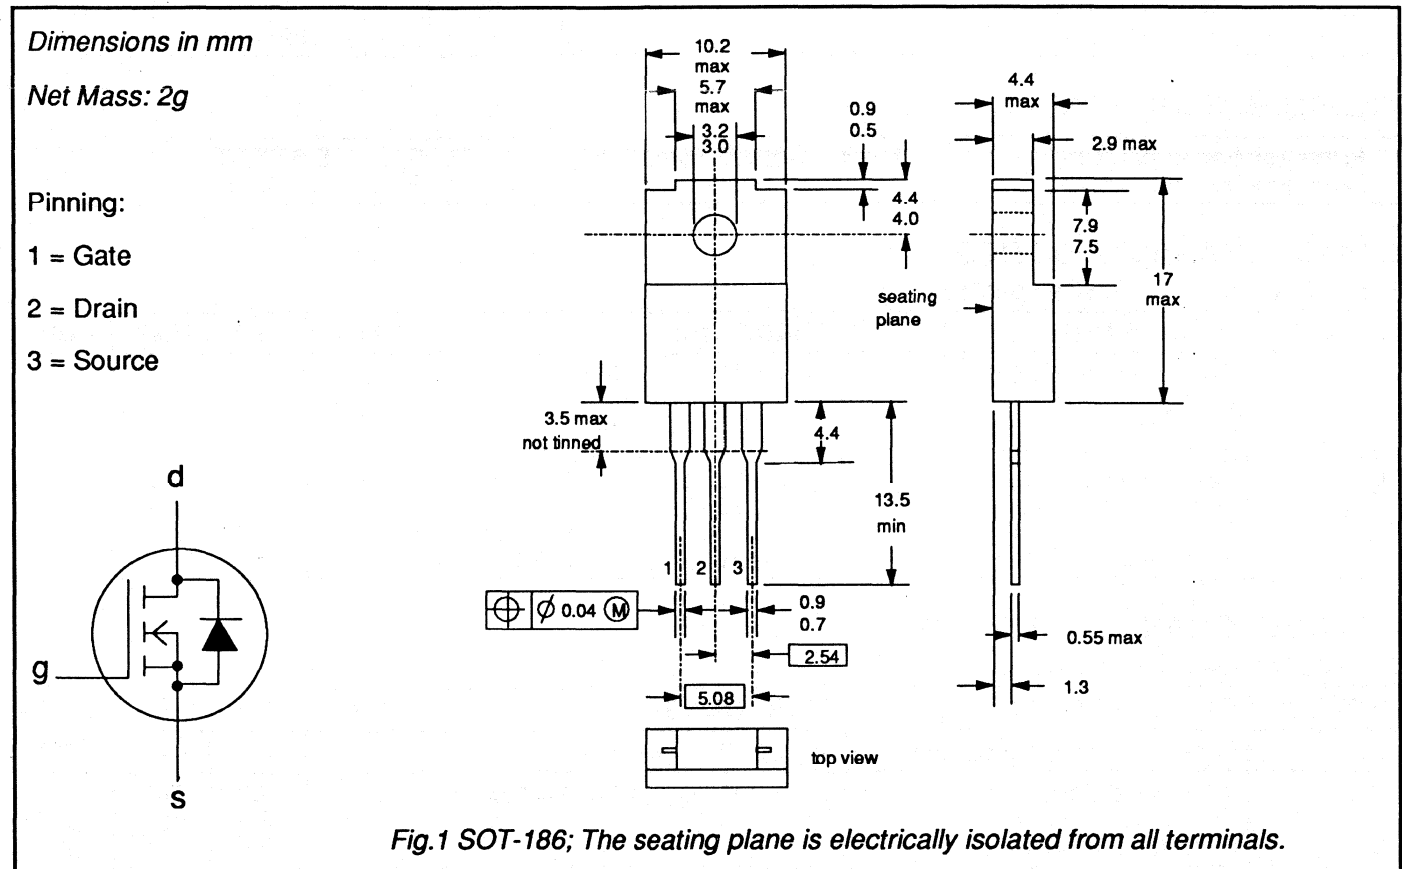 Dimensions in mm
Net Mass: 2g
Pinning:
1 = Gate
2 = Drain
3 = Source
d
g
s
10.2
max
5.7
max
3.2
3.0
0.9
0.5
4.4
4.0
seating
plane
3.5 max
not tinned
4.4
13.5
min
1 2 3
Ø 0.04 Ⓜ
0.9
0.7
2.54
5.08
top view
4.4
max
2.9 max
7.9
7.5
17
max
0.55 max
1.3
Fig.1 SOT-186; The seating plane is electrically isolated from all terminals.